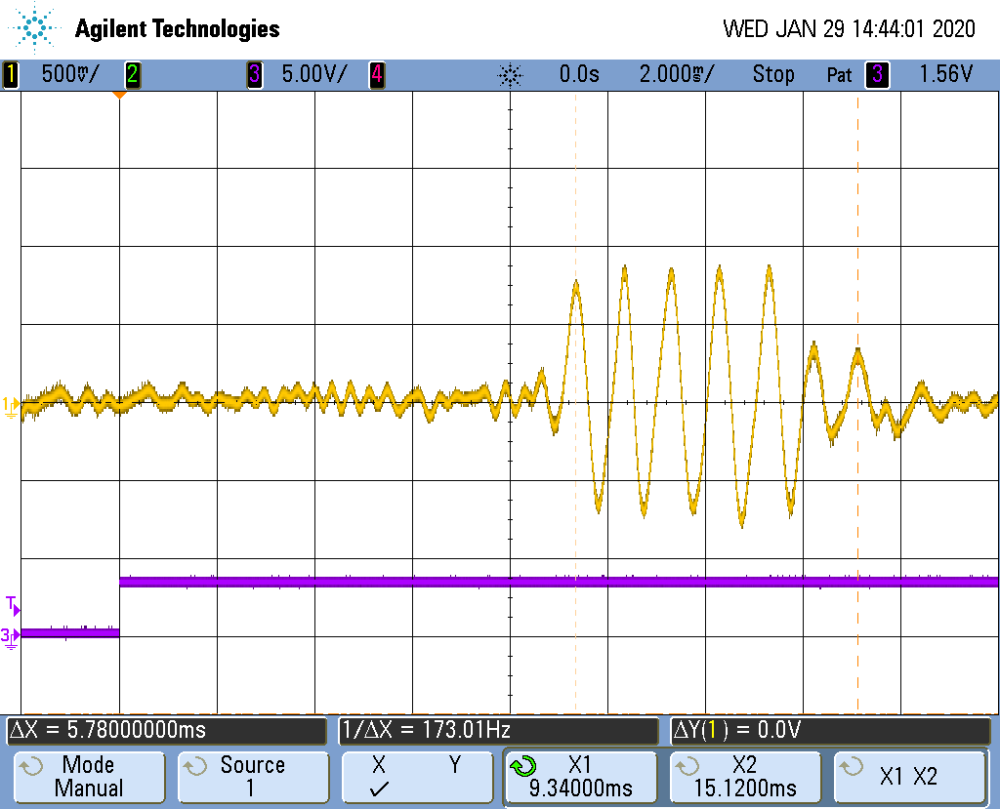 Agilent Technologies
WED JAN 29 14:44:01 2020
1 500mV/ 2 3 5.00V/ 4 0.0s 2.000ms/ Stop Pat 3 1.56V
1
T
3
ΔX = 5.78000000ms 1/ΔX = 173.01Hz ΔY(1) = 0.0V
Mode Source X Y X1 X2 X1 X2
Manual 1 ✓ 9.34000ms 15.1200ms